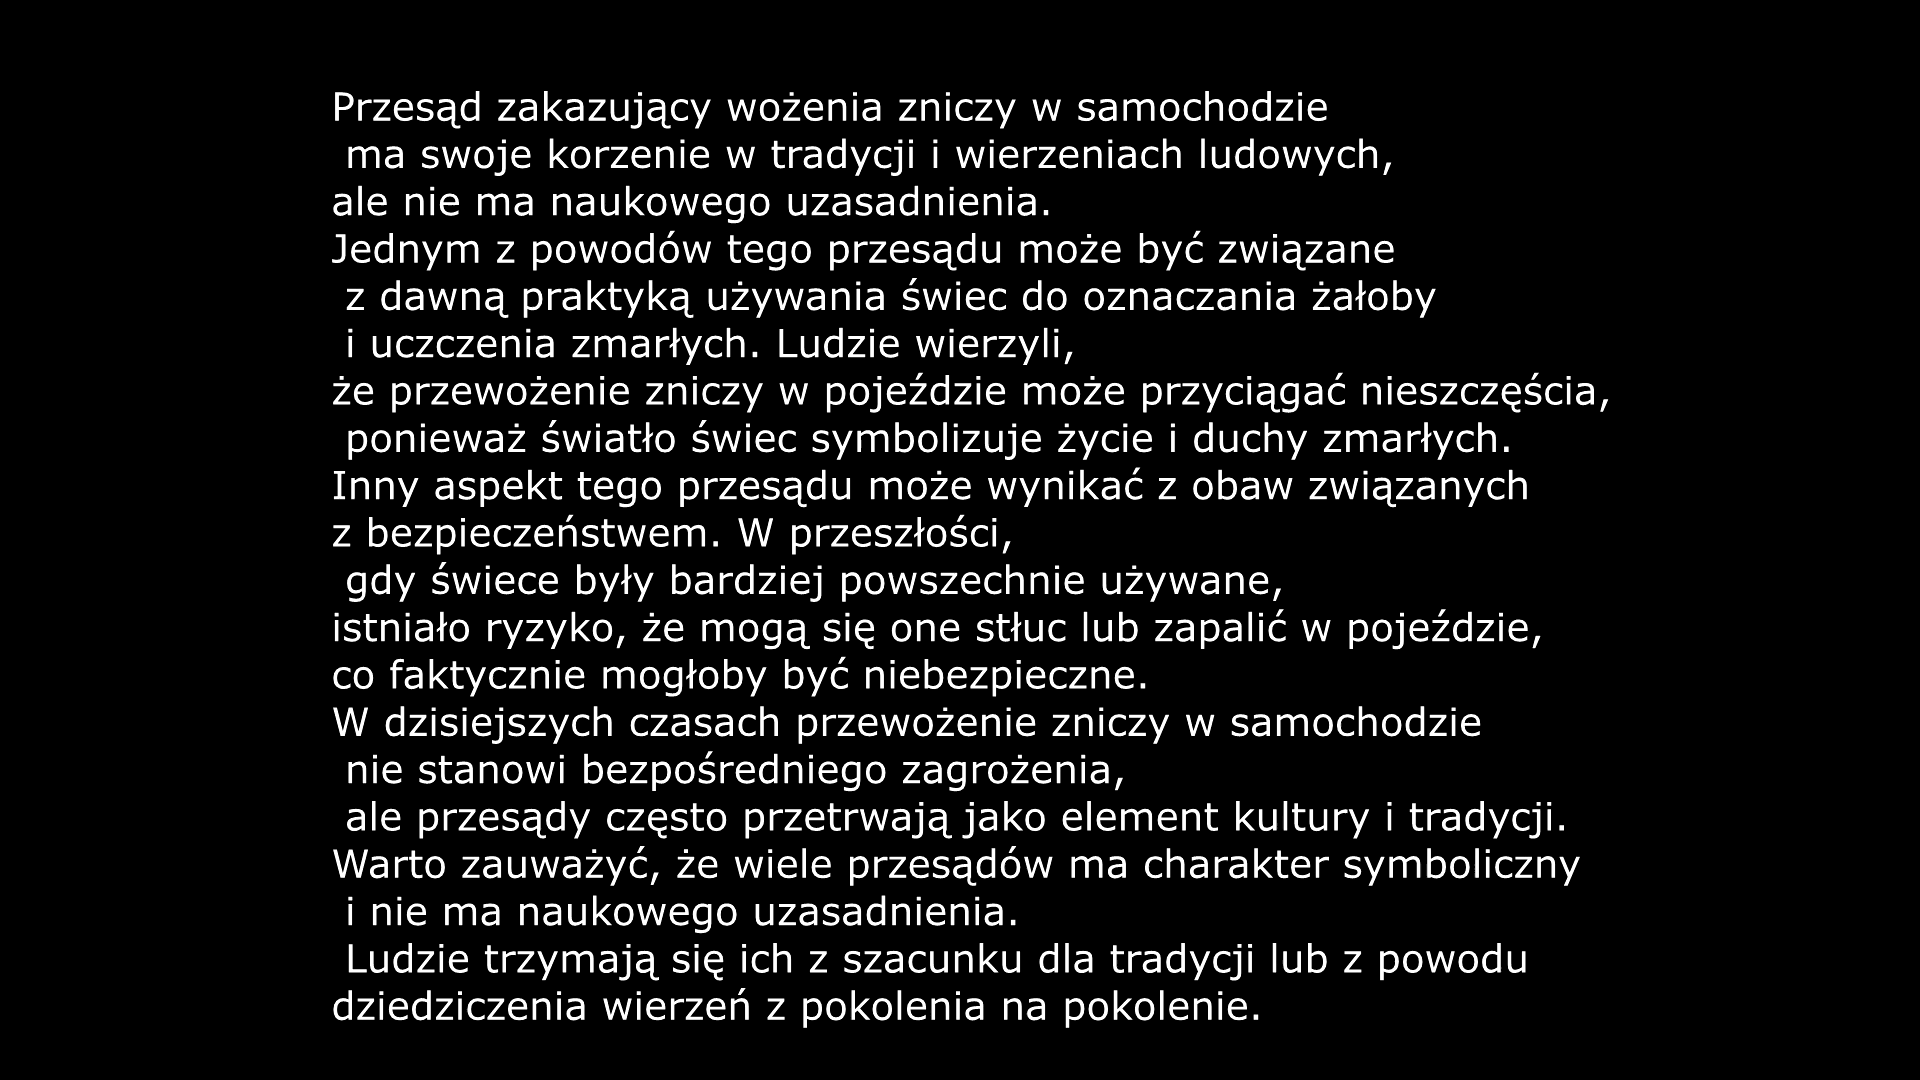 Przesąd zakazujący wożenia zniczy w samochodzie
ma swoje korzenie w tradycji i wierzeniach ludowych,
ale nie ma naukowego uzasadnienia.
Jednym z powodów tego przesądu może być związane
z dawną praktyką używania świec do oznaczania żałoby
i uczczenia zmarłych. Ludzie wierzyli,
że przewożenie zniczy w pojeździe może przyciągać nieszczęścia,
ponieważ światło świec symbolizuje życie i duchy zmarłych.
Inny aspekt tego przesądu może wynikać z obaw związanych
z bezpieczeństwem. W przeszłości,
gdy świece były bardziej powszechnie używane,
istniało ryzyko, że mogą się one stłuc lub zapalić w pojeździe,
co faktycznie mogłoby być niebezpieczne.
W dzisiejszych czasach przewożenie zniczy w samochodzie
nie stanowi bezpośredniego zagrożenia,
ale przesądy często przetrwają jako element kultury i tradycji.
Warto zauważyć, że wiele przesądów ma charakter symboliczny
i nie ma naukowego uzasadnienia.
Ludzie trzymają się ich z szacunku dla tradycji lub z powodu
dziedziczenia wierzeń z pokolenia na pokolenie.